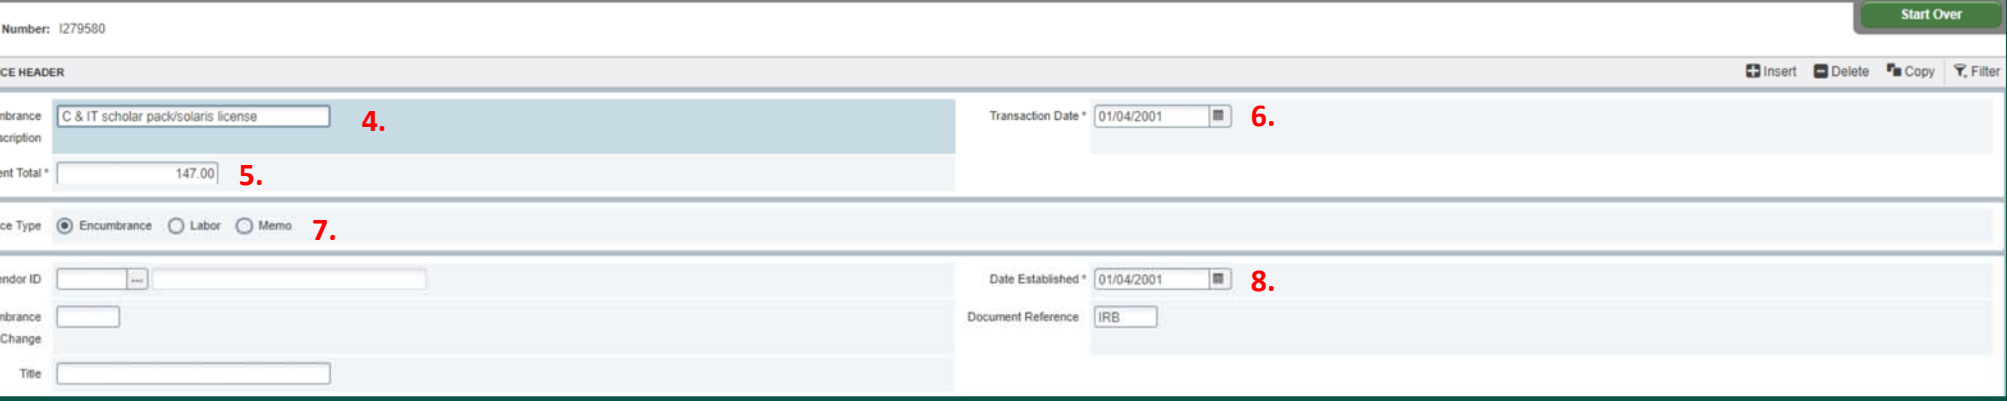 Start Over
Number: I279580
CE HEADER
Insert Delete Copy Filter
mbrance C & IT scholar pack/solaris license 4. Transaction Date * 01/04/2001 6.
scription
ent Total * 147.00 5.
ce Type Encumbrance Labor Memo 7.
endor ID ... Date Established * 01/04/2001 8.
mbrance Document Reference IRB
Change
Title